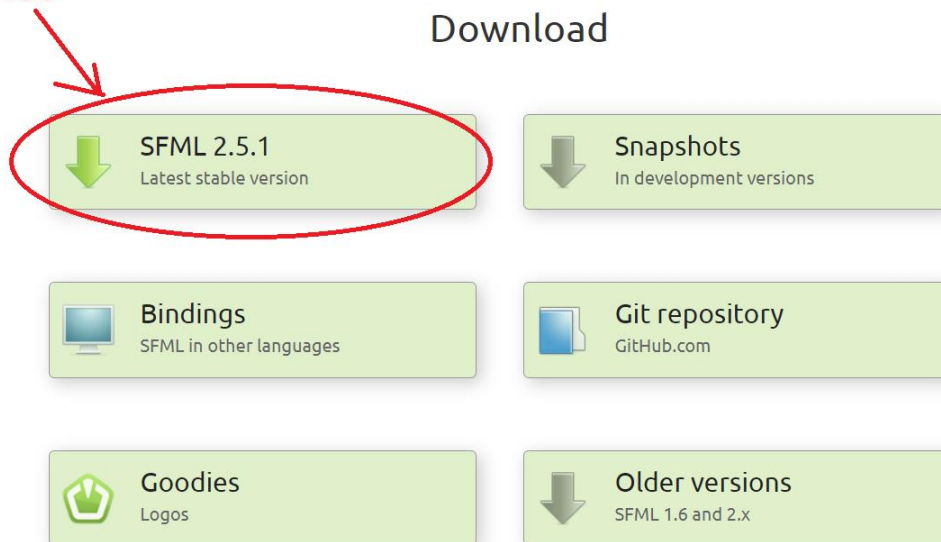 Download
SFML 2.5.1
Latest stable version
Snapshots
In development versions
Bindings
SFML in other languages
Git repository
GitHub.com
Goodies
Logos
Older versions
SFML 1.6 and 2.x